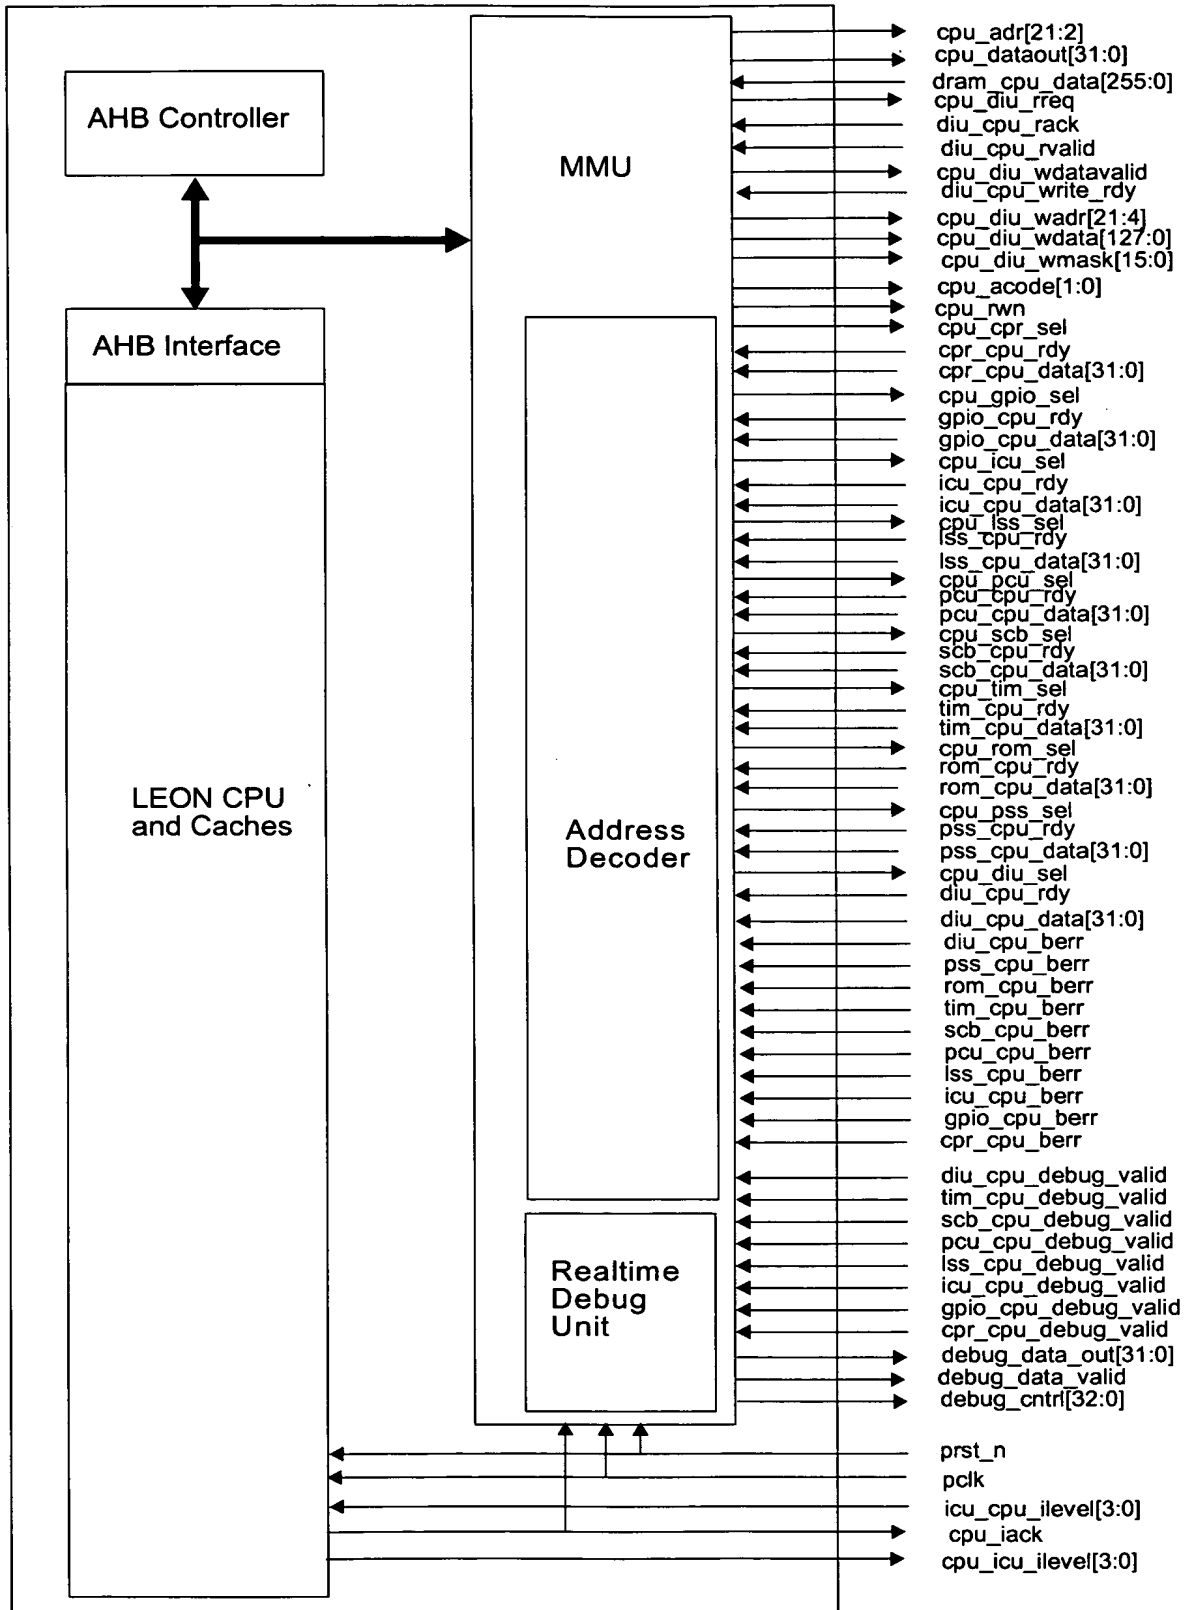 AHB Controller
MMU
AHB Interface
LEON CPU
and Caches
Address
Decoder
Realtime
Debug
Unit
cpu_adr[21:2]
cpu_dataout[31:0]
dram_cpu_data[255:0]
cpu_diu_rreq
diu_cpu_rack
diu_cpu_rvalid
cpu_diu_wdatavalid
diu_cpu_write_rdy
cpu_diu_wadr[21:4]
cpu_diu_wdata[127:0]
cpu_diu_wmask[15:0]
cpu_acode[1:0]
cpu_rwn
cpu_cpr_sel
cpr_cpu_rdy
cpr_cpu_data[31:0]
cpu_gpio_sel
gpio_cpu_rdy
gpio_cpu_data[31:0]
cpu_icu_sel
icu_cpu_rdy
icu_cpu_data[31:0]
cpu_lss_sel
lss_cpu_rdy
lss_cpu_data[31:0]
cpu_pcu_sel
pcu_cpu_rdy
pcu_cpu_data[31:0]
cpu_scb_sel
scb_cpu_rdy
scb_cpu_data[31:0]
cpu_tim_sel
tim_cpu_rdy
tim_cpu_data[31:0]
cpu_rom_sel
rom_cpu_rdy
rom_cpu_data[31:0]
cpu_pss_sel
pss_cpu_rdy
pss_cpu_data[31:0]
cpu_diu_sel
diu_cpu_rdy
diu_cpu_data[31:0]
diu_cpu_berr
pss_cpu_berr
rom_cpu_berr
tim_cpu_berr
scb_cpu_berr
pcu_cpu_berr
lss_cpu_berr
icu_cpu_berr
gpio_cpu_berr
cpr_cpu_berr
diu_cpu_debug_valid
tim_cpu_debug_valid
scb_cpu_debug_valid
pcu_cpu_debug_valid
lss_cpu_debug_valid
icu_cpu_debug_valid
gpio_cpu_debug_valid
cpr_cpu_debug_valid
debug_data_out[31:0]
debug_data_valid
debug_cntrl[32:0]
prst_n
pclk
icu_cpu_ilevel[3:0]
cpu_iack
cpu_icu_ilevel[3:0]